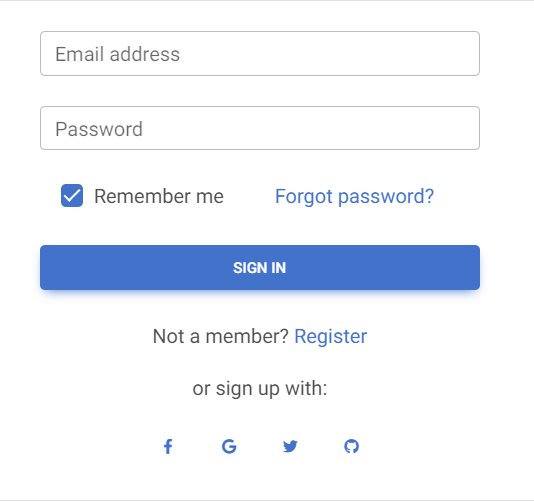 Email address
Password
Remember me Forgot password?
SIGN IN
Not a member? Register
or sign up with: